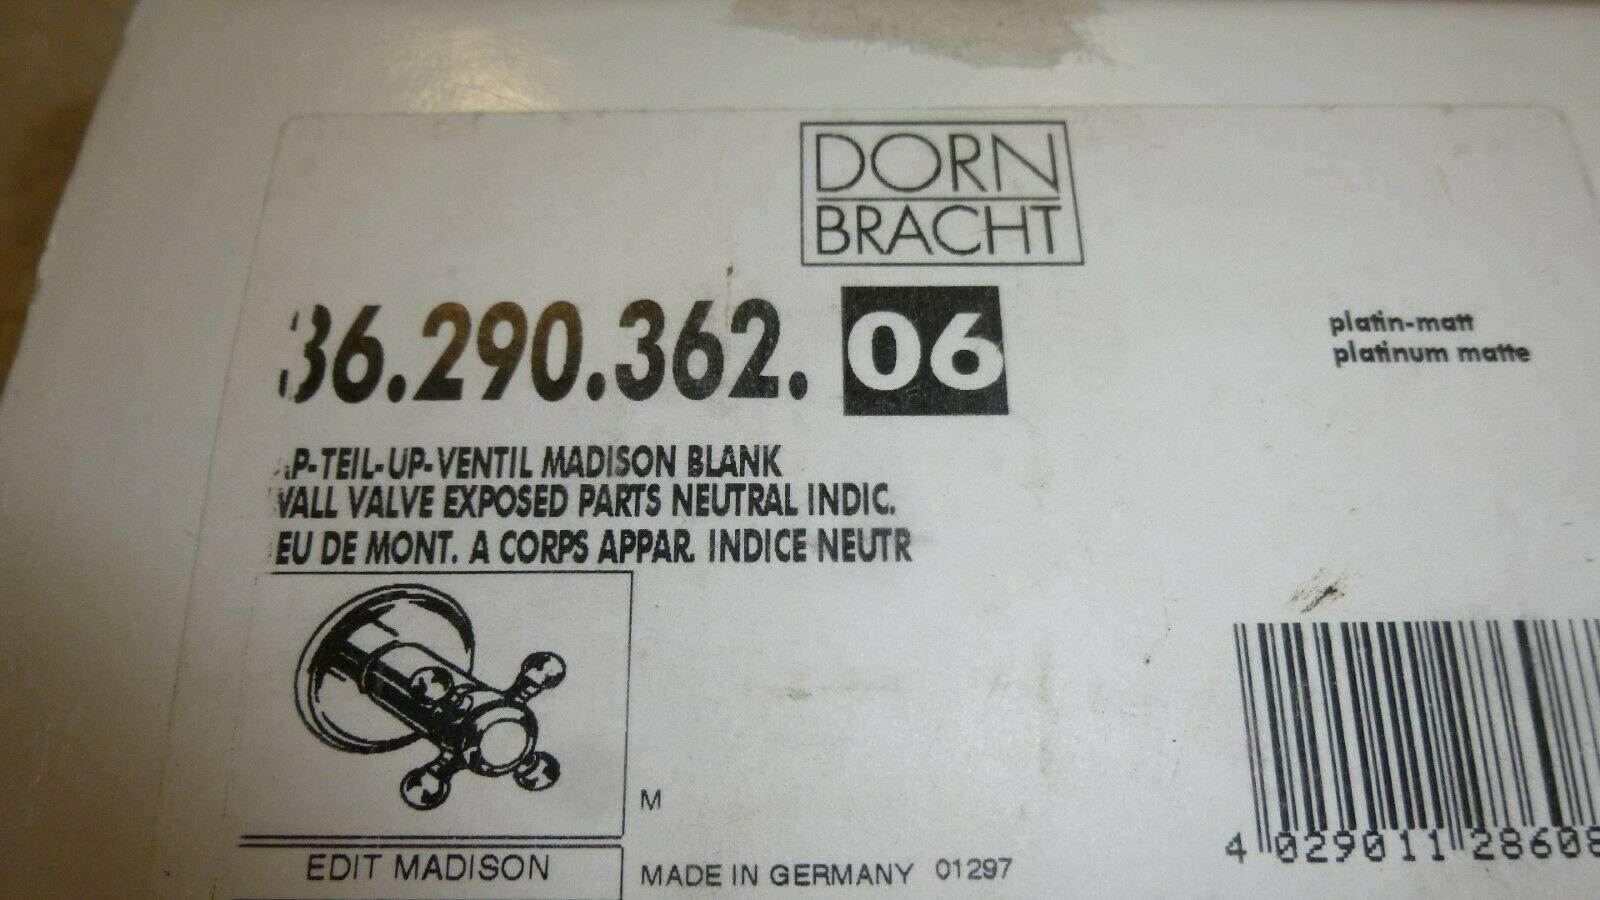 DORN
BRACHT
36.290.362. 06
platin-matt
platinum matte
AP-TEIL-UP-VENTIL MADISON BLANK
WALL VALVE EXPOSED PARTS NEUTRAL INDIC.
EU DE MONT. A CORPS APPAR. INDICE NEUTR
M
EDIT MADISON
MADE IN GERMANY 01297
4 029011 28608